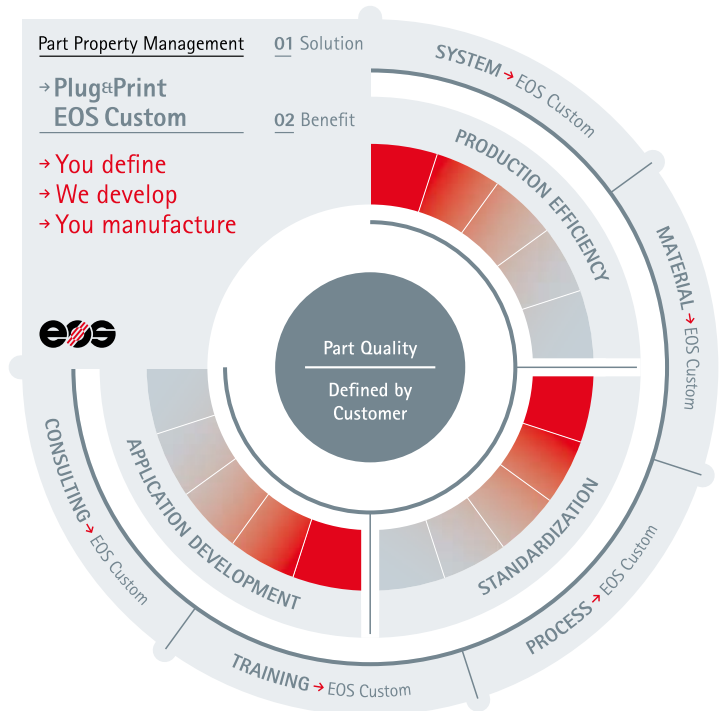 Part Property Management
→ Plug&Print
EOS Custom
→ You define
→ We develop
→ You manufacture
01 Solution
02 Benefit
eos
SYSTEM → EOS Custom
MATERIAL → EOS Custom
PROCESS → EOS Custom
TRAINING → EOS Custom
CONSULTING → EOS Custom
PRODUCTION EFFICIENCY
STANDARDIZATION
APPLICATION DEVELOPMENT
Part Quality
Defined by
Customer